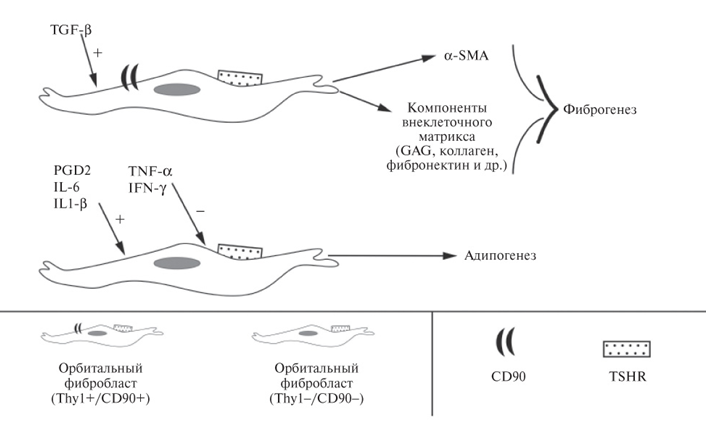 TGF-β
+
α-SMA
Компоненты
внеклеточного
матрикса
(GAG, коллаген,
фибронектин и др.)
Фиброгенез
PGD2
IL-6
IL1-β
+
TNF-α
IFN-γ
–
Адипогенез
Орбитальный
фибробласт
(Thy1+/CD90+)
Орбитальный
фибробласт
(Thy1–/CD90–)
CD90
TSHR